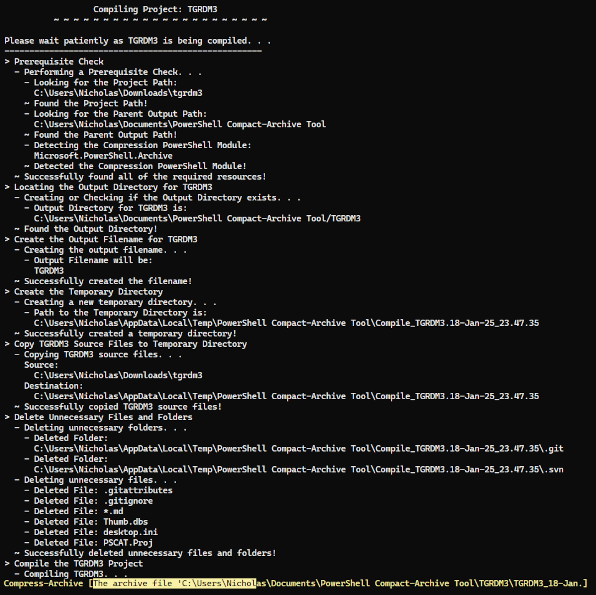 Compiling Project: TGRDM3
~ ~ ~ ~ ~ ~ ~ ~ ~ ~ ~ ~ ~ ~ ~ ~ ~ ~ ~ ~ ~ ~
Please wait patiently as TGRDM3 is being compiled. . .
----------------------------------------------------
> Prerequisite Check
- Performing a Prerequisite Check. . .
- Looking for the Project Path:
C:\Users\Nicholas\Downloads\tgrdm3
~ Found the Project Path!
- Looking for the Parent Output Path:
C:\Users\Nicholas\Documents\PowerShell Compact-Archive Tool
~ Found the Parent Output Path!
- Detecting the Compression PowerShell Module:
Microsoft.PowerShell.Archive
~ Detected the Compression PowerShell Module!
~ Successfully found all of the required resources!
> Locating the Output Directory for TGRDM3
- Creating or Checking if the Output Directory exists. . .
- Output Directory for TGRDM3 is:
C:\Users\Nicholas\Documents\PowerShell Compact-Archive Tool/TGRDM3
~ Found the Output Directory!
> Create the Output Filename for TGRDM3
- Creating the output filename. . .
- Output Filename will be:
TGRDM3
~ Successfully created the filename!
> Create the Temporary Directory
- Creating a new temporary directory. . .
- Path to the Temporary Directory is:
C:\Users\Nicholas\AppData\Local\Temp\PowerShell Compact-Archive Tool\Compile_TGRDM3.18-Jan-25_23.47.35
~ Successfully created a temporary directory!
> Copy TGRDM3 Source Files to Temporary Directory
- Copying TGRDM3 source files. . .
Source:
C:\Users\Nicholas\Downloads\tgrdm3
Destination:
C:\Users\Nicholas\AppData\Local\Temp\PowerShell Compact-Archive Tool\Compile_TGRDM3.18-Jan-25_23.47.35
~ Successfully copied TGRDM3 source files!
> Delete Unnecessary Files and Folders
- Deleting unnecessary folders. . .
- Deleted Folder:
C:\Users\Nicholas\AppData\Local\Temp\PowerShell Compact-Archive Tool\Compile_TGRDM3.18-Jan-25_23.47.35\.git
- Deleted Folder:
C:\Users\Nicholas\AppData\Local\Temp\PowerShell Compact-Archive Tool\Compile_TGRDM3.18-Jan-25_23.47.35\.svn
- Deleting unnecessary files. . .
- Deleted File: .gitattributes
- Deleted File: .gitignore
- Deleted File: *.md
- Deleted File: Thumb.dbs
- Deleted File: desktop.ini
- Deleted File: PSCAT.Proj
~ Successfully deleted unnecessary files and folders!
> Compile the TGRDM3 Project
- Compiling TGRDM3. . .
Compress-Archive [The archive file 'C:\Users\Nicholas\Documents\PowerShell Compact-Archive Tool\TGRDM3\TGRDM3_18-Jan.]